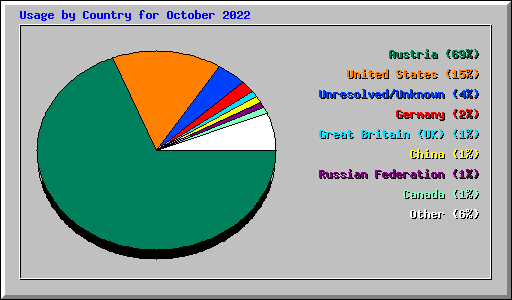 Usage by Country for October 2022
Austria (69%)
United States (15%)
Unresolved/Unknown (4%)
Germany (2%)
Great Britain (UK) (1%)
China (1%)
Russian Federation (1%)
Canada (1%)
Other (6%)